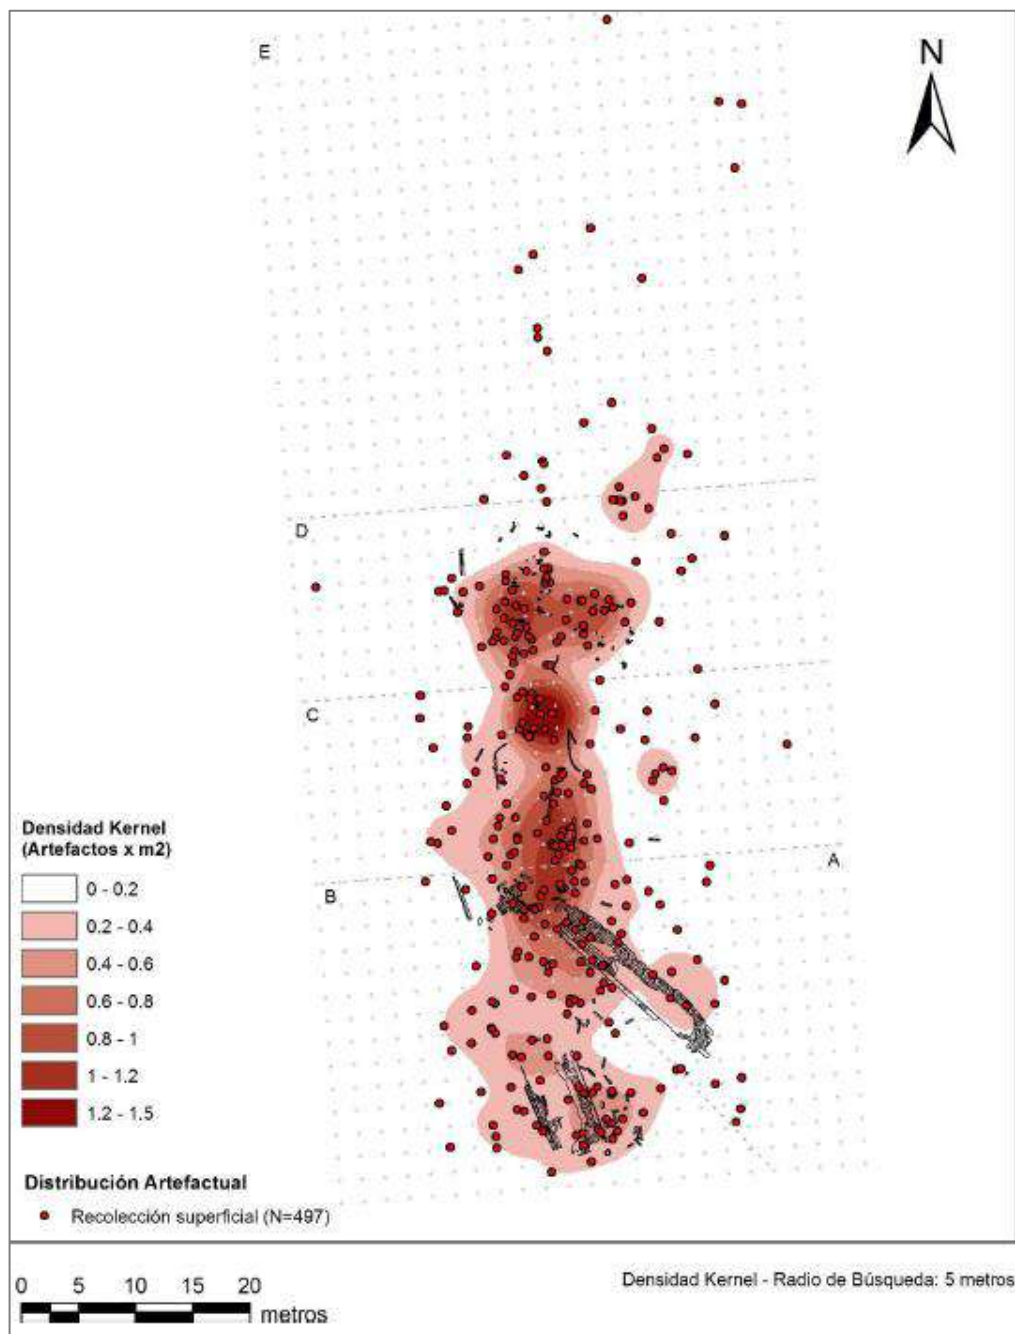 E
N
D
C
A
B
Densidad Kernel
(Artefactos x m2)
0 - 0.2
0.2 - 0.4
0.4 - 0.6
0.6 - 0.8
0.8 - 1
1 - 1.2
1.2 - 1.5
Distribución Artefactual
Recolección superficial (N=497)
0 5 10 15 20
metros
Densidad Kernel - Radio de Búsqueda: 5 metros